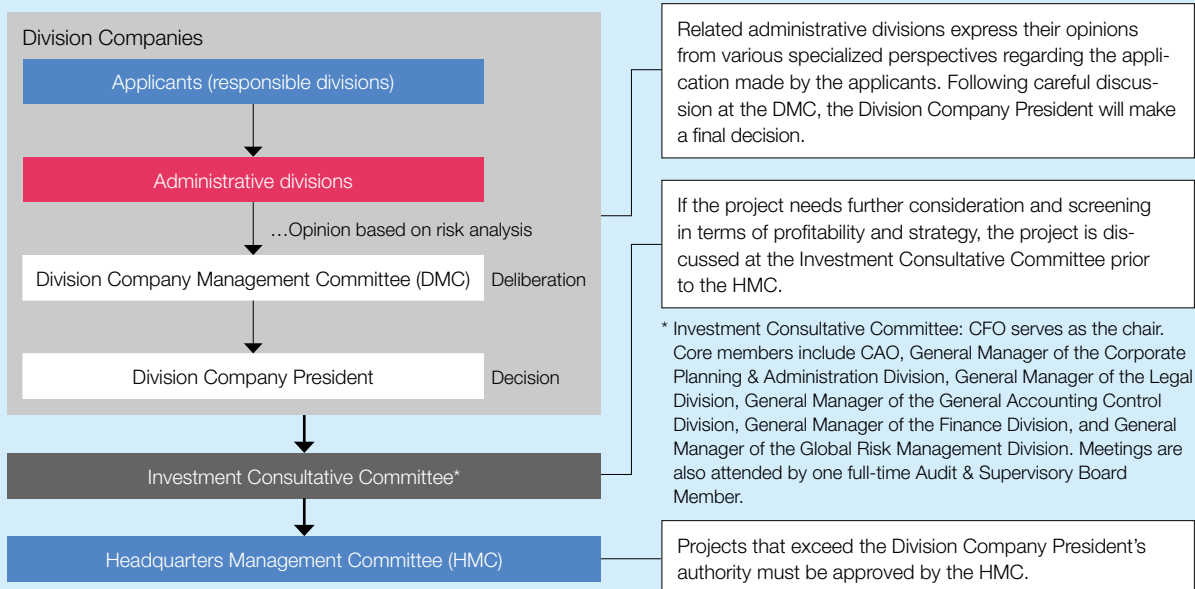 Division Companies
Applicants (responsible divisions)
Administrative divisions
…Opinion based on risk analysis
Division Company Management Committee (DMC)
Deliberation
Division Company President
Decision
Investment Consultative Committee*
Headquarters Management Committee (HMC)
Related administrative divisions express their opinions
from various specialized perspectives regarding the appli-
cation made by the applicants. Following careful discus-
sion at the DMC, the Division Company President will make
a final decision.
If the project needs further consideration and screening
in terms of profitability and strategy, the project is dis-
cussed at the Investment Consultative Committee prior
to the HMC.
* Investment Consultative Committee: CFO serves as the chair.
Core members include CAO, General Manager of the Corporate
Planning & Administration Division, General Manager of the Legal
Division, General Manager of the General Accounting Control
Division, General Manager of the Finance Division, and General
Manager of the Global Risk Management Division. Meetings are
also attended by one full-time Audit & Supervisory Board
Member.
Projects that exceed the Division Company President's
authority must be approved by the HMC.